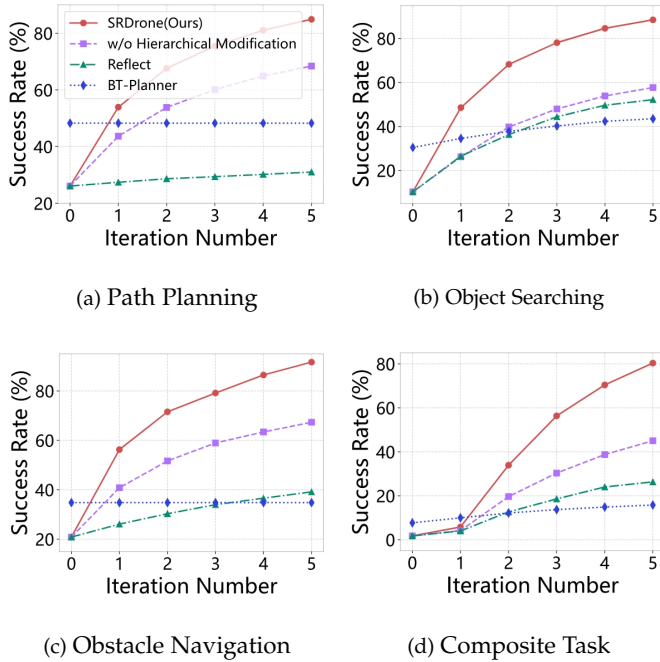 SRDrone(Ours)
w/o Hierarchical Modification
Reflect
BT-Planner
Success Rate (%)
80
60
40
20
0 1 2 3 4 5
Iteration Number
(a) Path Planning
Success Rate (%)
80
60
40
20
0 1 2 3 4 5
Iteration Number
(b) Object Searching
Success Rate (%)
80
60
40
20
0 1 2 3 4 5
Iteration Number
(c) Obstacle Navigation
Success Rate (%)
80
60
40
20
0
0 1 2 3 4 5
Iteration Number
(d) Composite Task